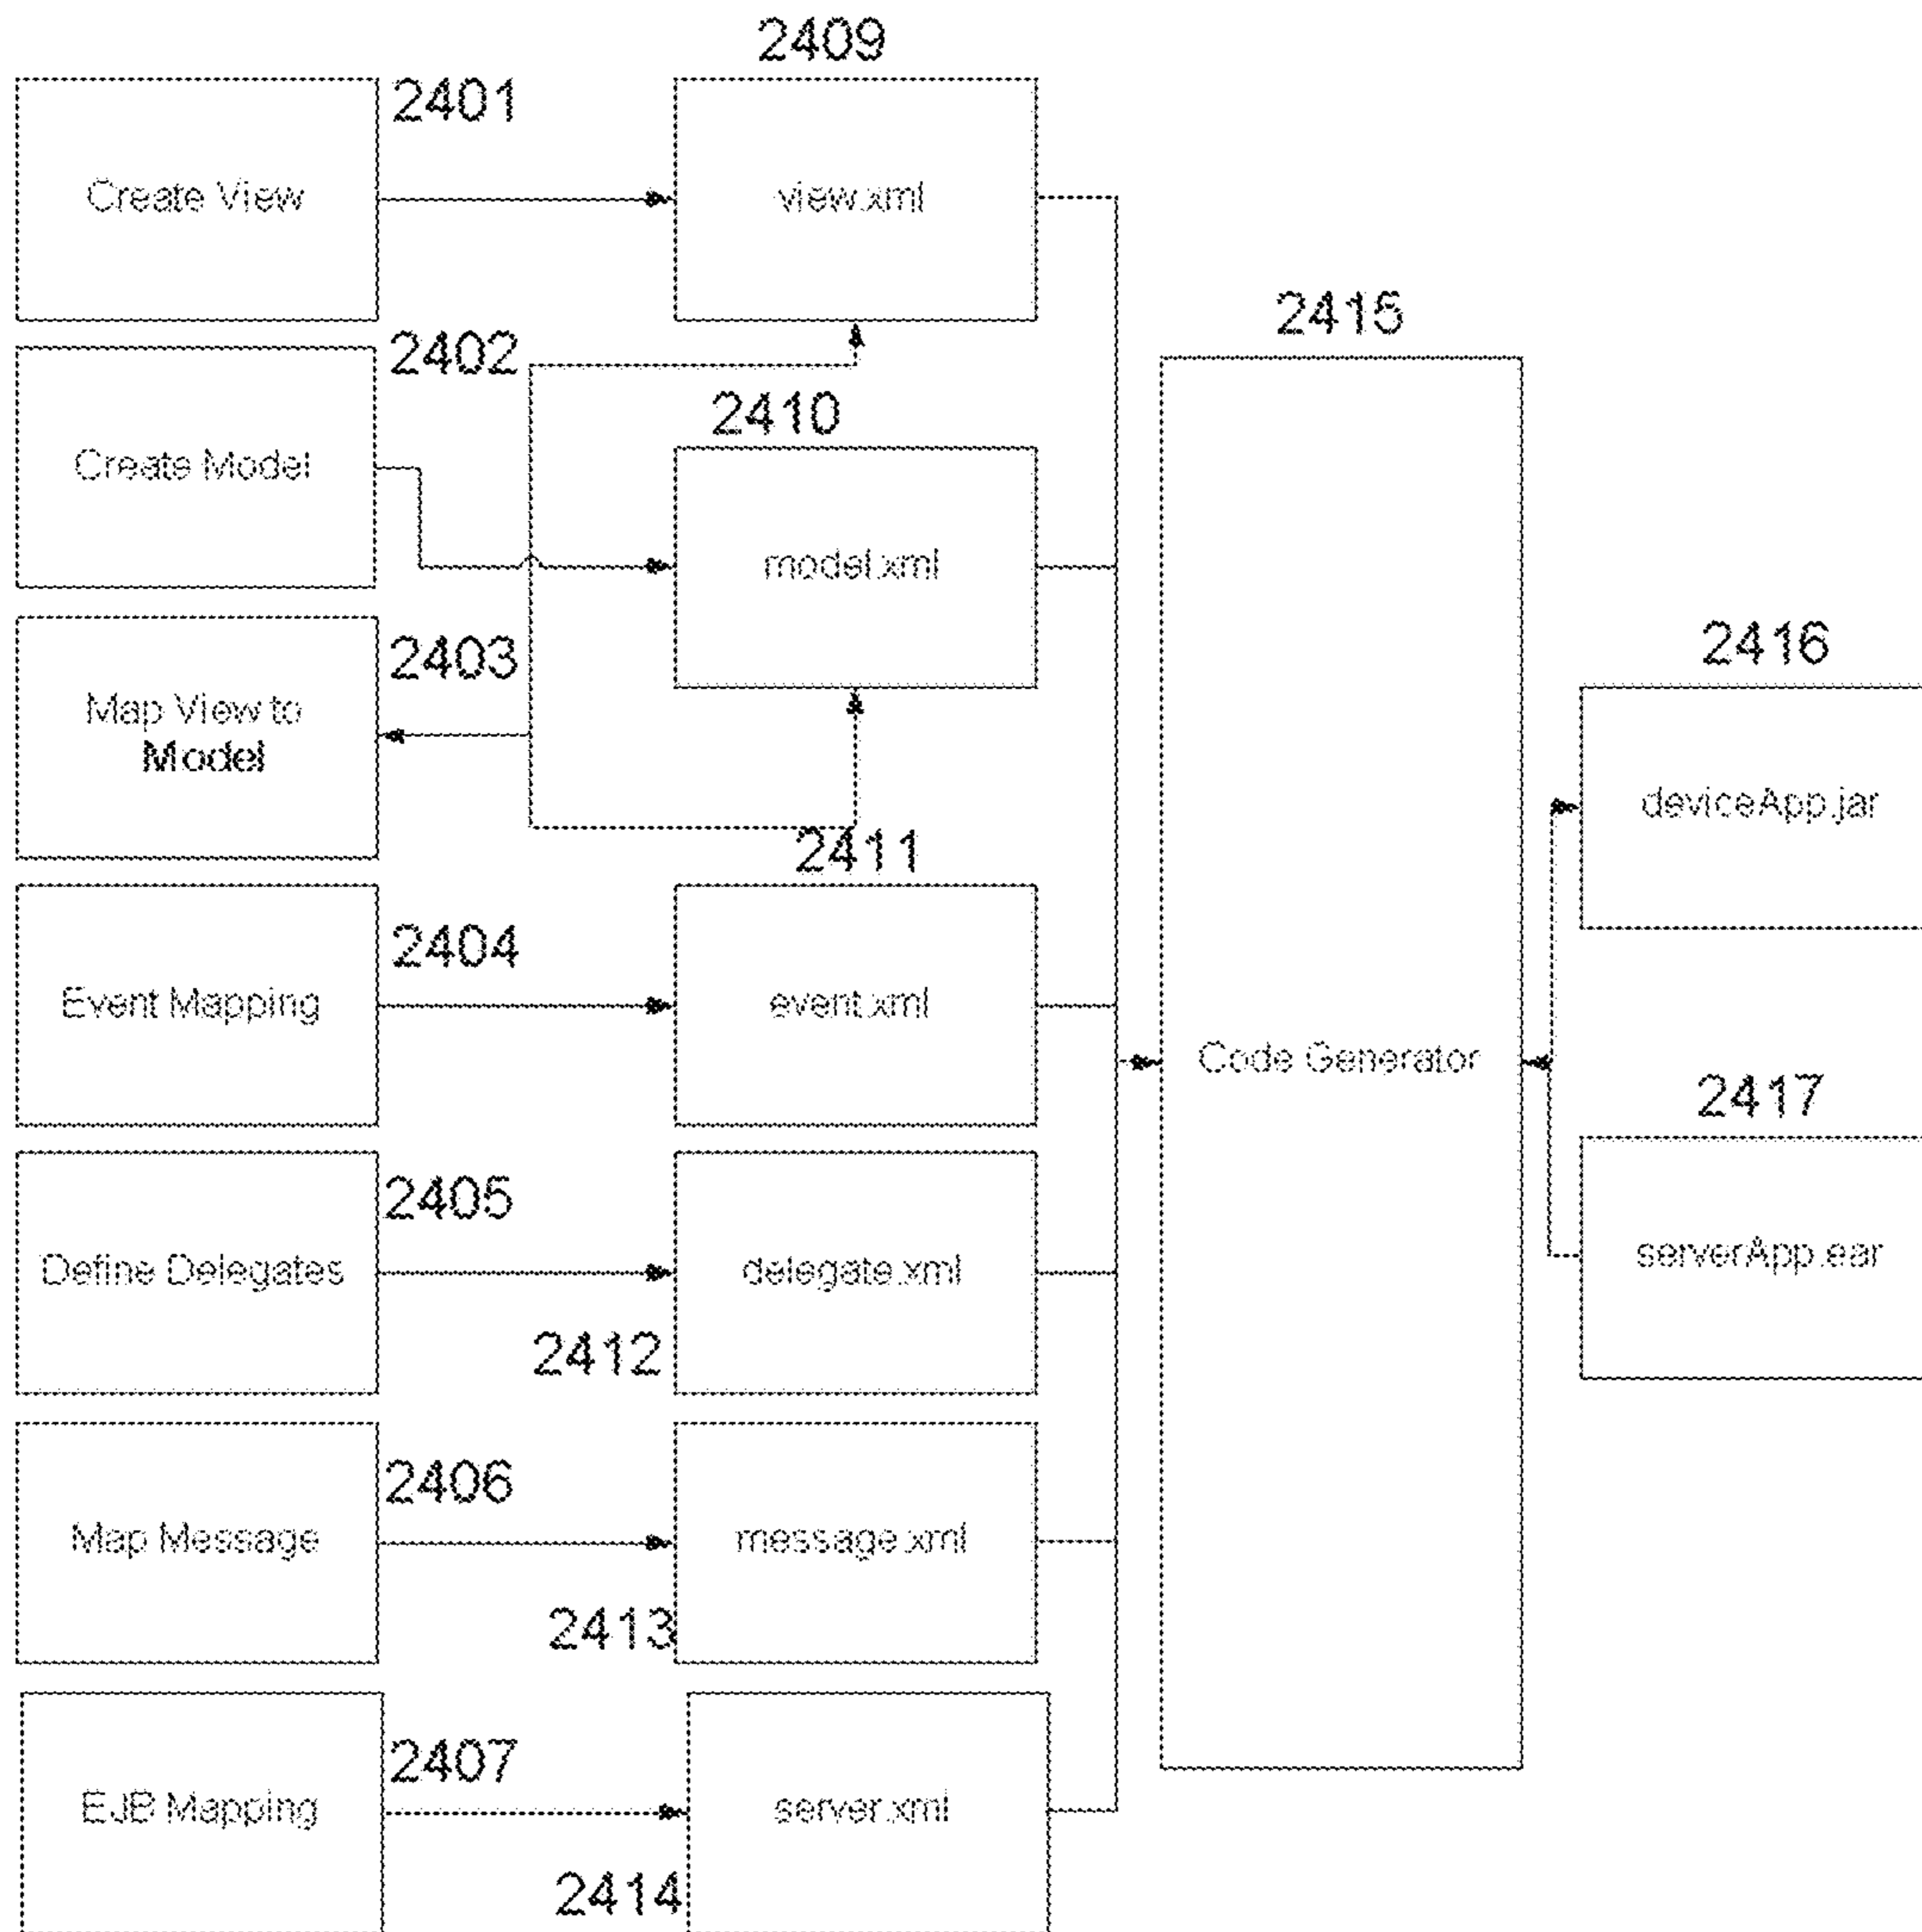 2409
2401
Create View
view.xml
2415
2402
2410
Create Model
model.xml
2416
2403
Map View to
Model
deviceApp.jar
2411
2404
Event Mapping
event.xml
Code Generator
2417
2405
Define Delegates
delegate.xml
serverApp.ear
2412
2406
Map Message
message.xml
2413
2407
EJB Mapping
server.xml
2414